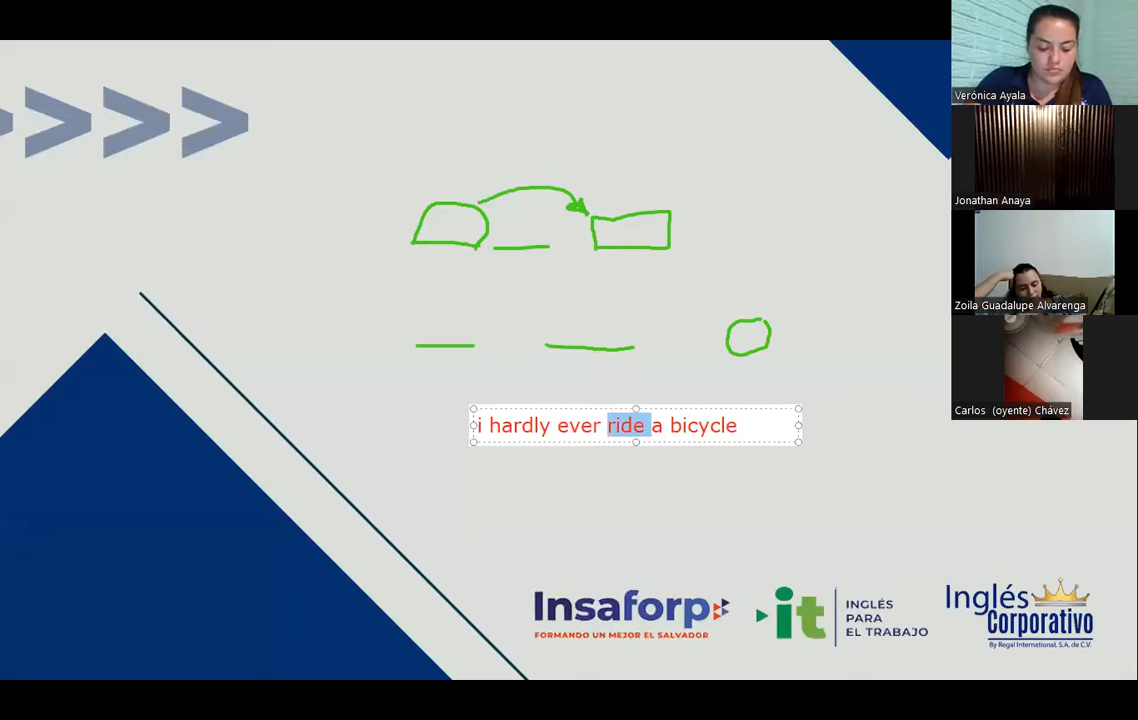 Verónica Ayala
Jonathan Anaya
Zoila Guadalupe Alvarenga
Carlos (oyente) Chávez
i hardly ever ride a bicycle
Insaforp
FORMANDO UN MEJOR EL SALVADOR
it
INGLÉS
PARA
EL TRABAJO
Inglés
Corporativo
By Regal International, S.A. de C.V.